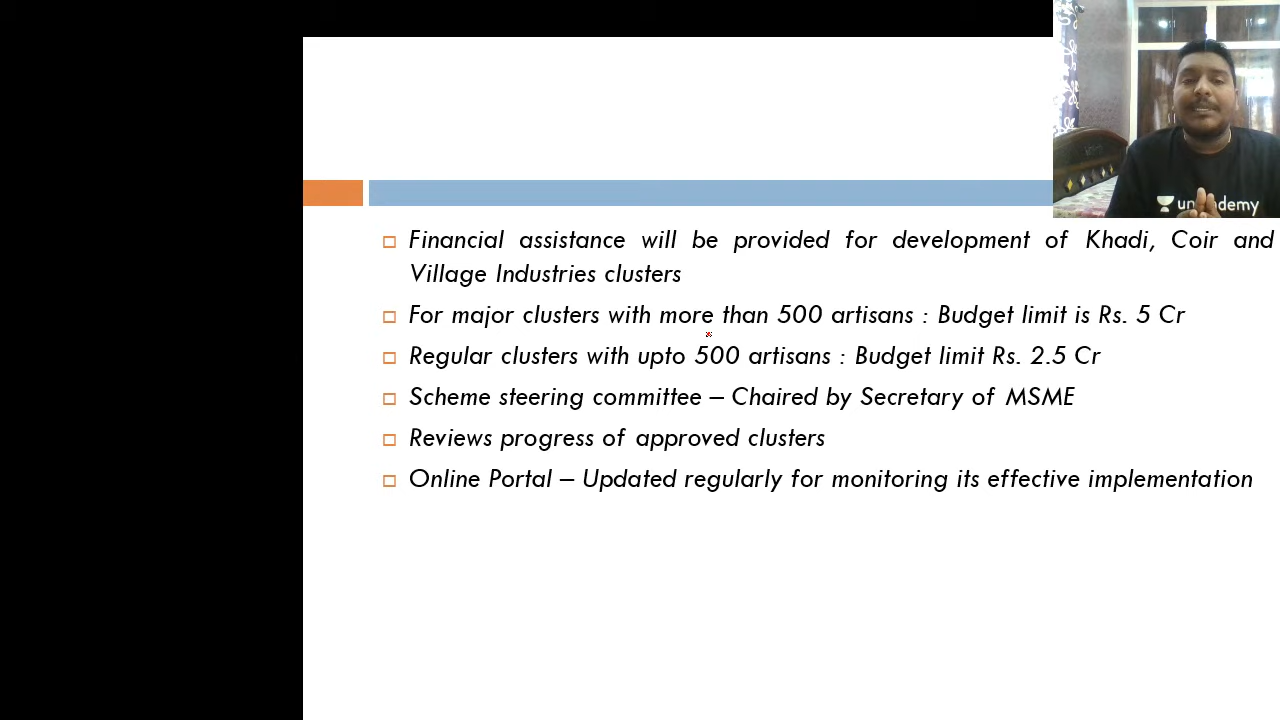 unacademy
Financial assistance will be provided for development of Khadi, Coir and
Village Industries clusters
For major clusters with more than 500 artisans : Budget limit is Rs. 5 Cr
Regular clusters with upto 500 artisans : Budget limit Rs. 2.5 Cr
Scheme steering committee – Chaired by Secretary of MSME
Reviews progress of approved clusters
Online Portal – Updated regularly for monitoring its effective implementation